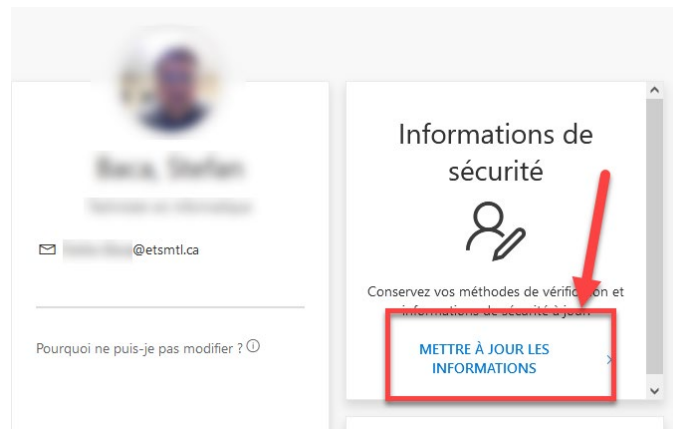 @etsmtl.ca
Pourquoi ne puis-je pas modifier ?
Informations de
sécurité
Conservez vos méthodes de vérification et
informations de sécurité à jour
METTRE À JOUR LES
INFORMATIONS